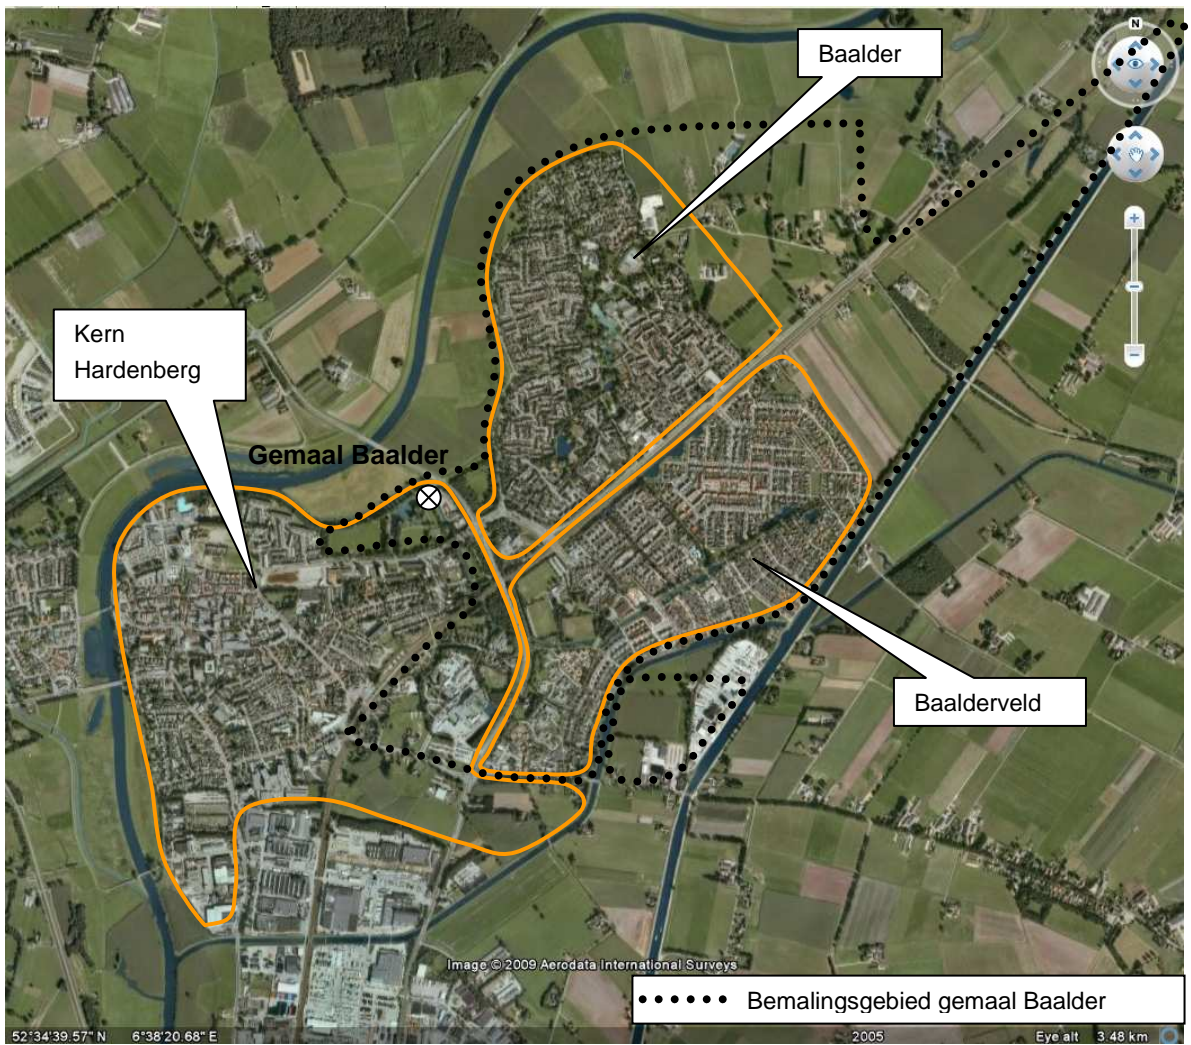 N
Baalder
Kern
Hardenberg
Gemaal Baalder
Baalderveld
Image © 2009 Aerodata International Surveys
Bemalingsgebied gemaal Baalder
52°34'39.57" N 6°38'20.68" E 2005 Eye alt 3.48 km